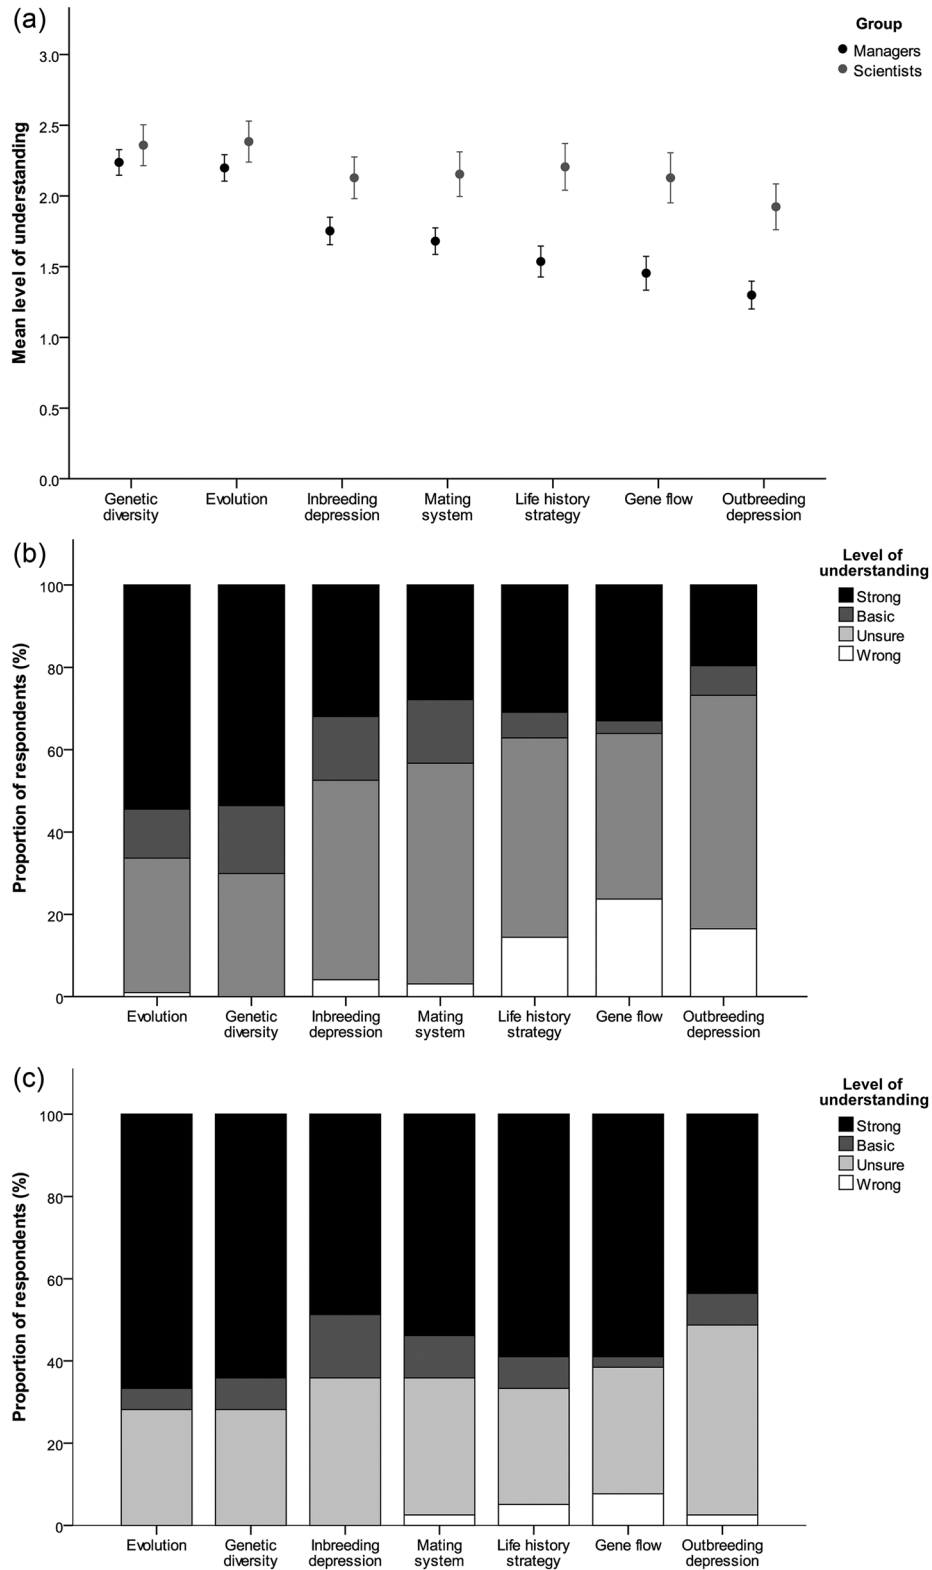 (a)
Group
Managers
Scientists
Mean level of understanding
3.0
2.5
2.0
1.5
1.0
0.5
0.0
Genetic
diversity
Evolution
Inbreeding
depression
Mating
system
Life history
strategy
Gene flow
Outbreeding
depression
(b)
Level of
understanding
Strong
Basic
Unsure
Wrong
Proportion of respondents (%)
100
80
60
40
20
0
Evolution
Genetic
diversity
Inbreeding
depression
Mating
system
Life history
strategy
Gene flow
Outbreeding
depression
(c)
Level of
understanding
Strong
Basic
Unsure
Wrong
Proportion of respondents (%)
100
80
60
40
20
0
Evolution
Genetic
diversity
Inbreeding
depression
Mating
system
Life history
strategy
Gene flow
Outbreeding
depression